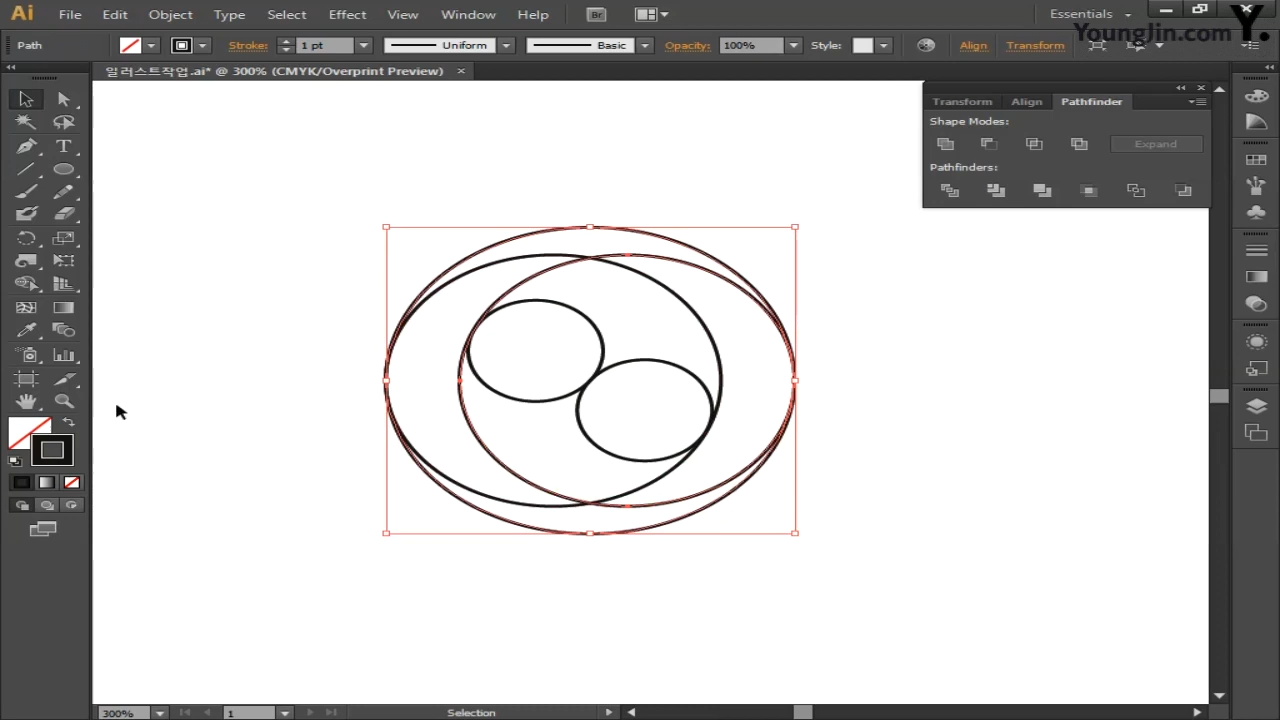 Ai File Edit Object Type Select Effect View Window Help Br Essentials
YoungJin.com Y.
Path Stroke: 1 pt Uniform Basic Opacity: 100% Style: Align Transform
일러스트작업.ai* @ 300% (CMYK/Overprint Preview) ×
Transform Align Pathfinder
Shape Modes:
Expand
Pathfinders:
T
300% 1 Selection